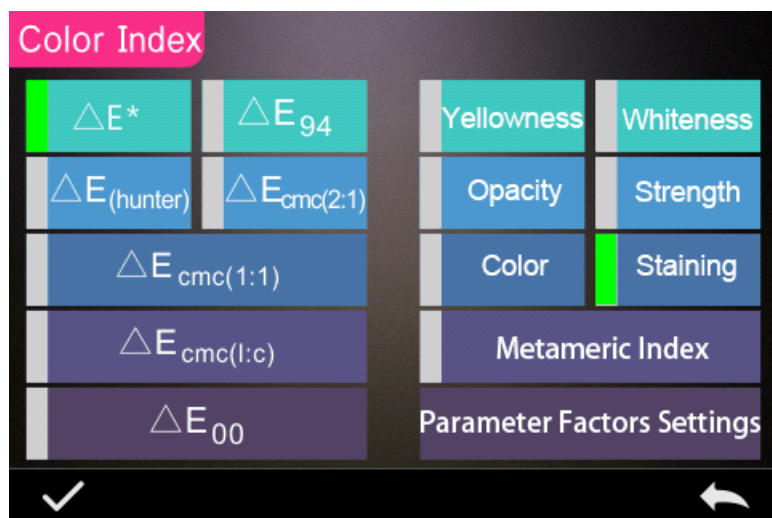 Color Index
△E*
△E94
Yellowness
Whiteness
△E(hunter)
△Ecmc(2:1)
Opacity
Strength
△Ecmc(1:1)
Color
Staining
△Ecmc(l:c)
Metameric Index
△E00
Parameter Factors Settings